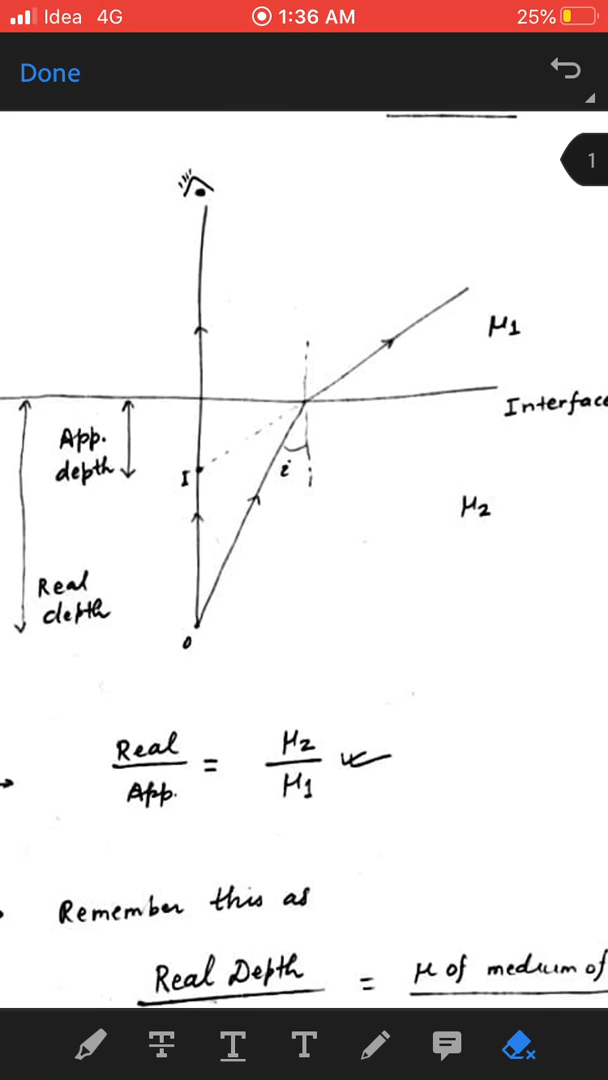 Idea 4G 1:36 AM 25%
Done
1
μ1
Interface
App.
depth
I
i
μ2
Real
depth
O
Real / App. = μ2 / μ1
Remember this as
Real Depth = μ of medium of
T T T